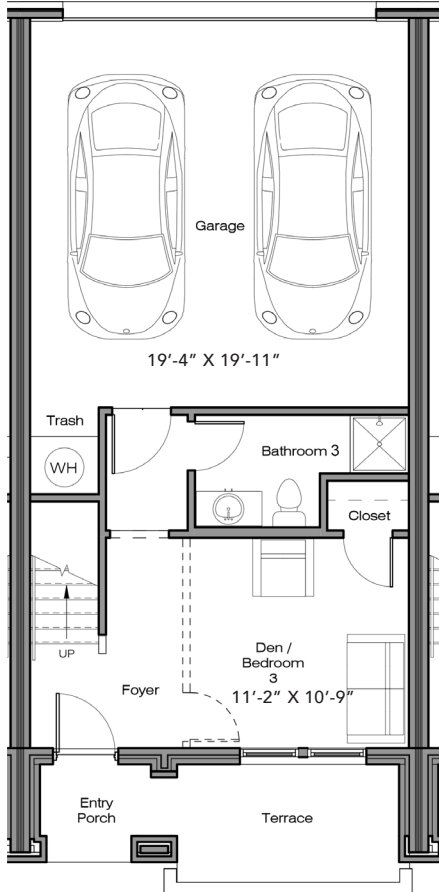 Garage
19'-4" X 19'-11"
Trash
WH
Bathroom 3
Closet
UP
Den /
Bedroom
3
11'-2" X 10'-9"
Foyer
Entry
Porch
Terrace